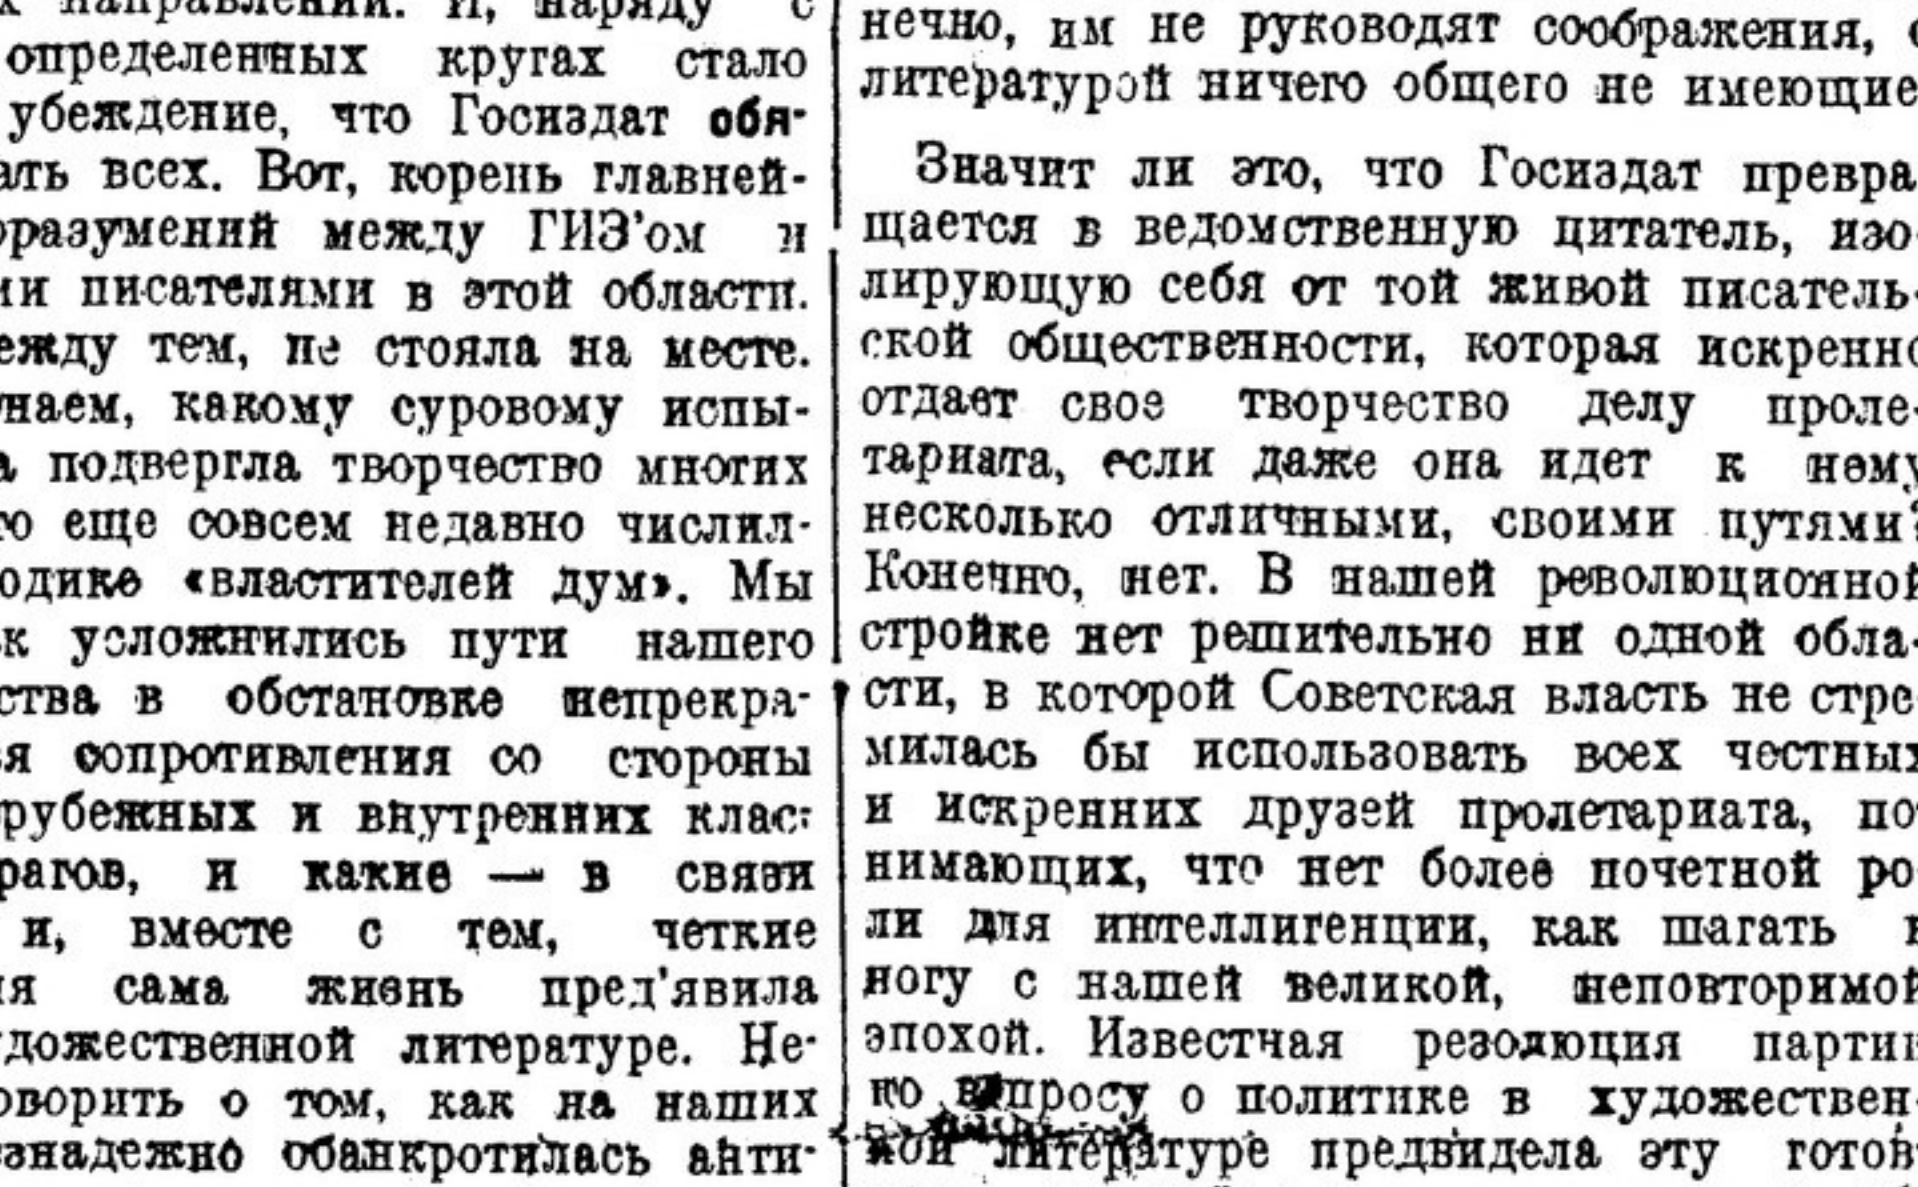 направлений. И, наряду с
определенных кругах стало
убеждение, что Госиздат обя-
ать всех. Вот, корень главней-
оразумений между ГИЗ'ом и
ми писателями в этой области.
ежду тем, не стояла на месте.
наем, какому суровому испы-
а подвергла творчество многих
го еще совсем недавно числил-
одике «властителей дум». Мы
к усложнились пути нашего
ства в обстановке непрекра-
я сопротивления со стороны
рубежных и внутренних клас-
рагов, и какие — в связи
и, вместе с тем, четкие
ия сама жизнь пред'явила
удожественной литературе. Не-
оворить о том, как на наших
езнадежно обанкротилась анти-
нечно, им не руководят соображения, с
литературой ничего общего не имеющие
Значит ли это, что Госиздат превра-
щается в ведомственную цитатель, изо-
лирующую себя от той живой писатель-
ской общественности, которая искренно
отдает свое творчество делу проле-
тариата, если даже она идет к нему
несколько отличными, своими путями?
Конечно, нет. В нашей революционной
стройке нет решительно ни одной обла-
сти, в которой Советская власть не стре-
милась бы использовать всех честных
и искренних друзей пролетариата, по-
нимающих, что нет более почетной ро-
ли для интеллигенции, как шагать в
ногу с нашей великой, неповторимой
эпохой. Известная резолюция партии
по вопросу о политике в художествен-
ной литературе предвидела эту готов-